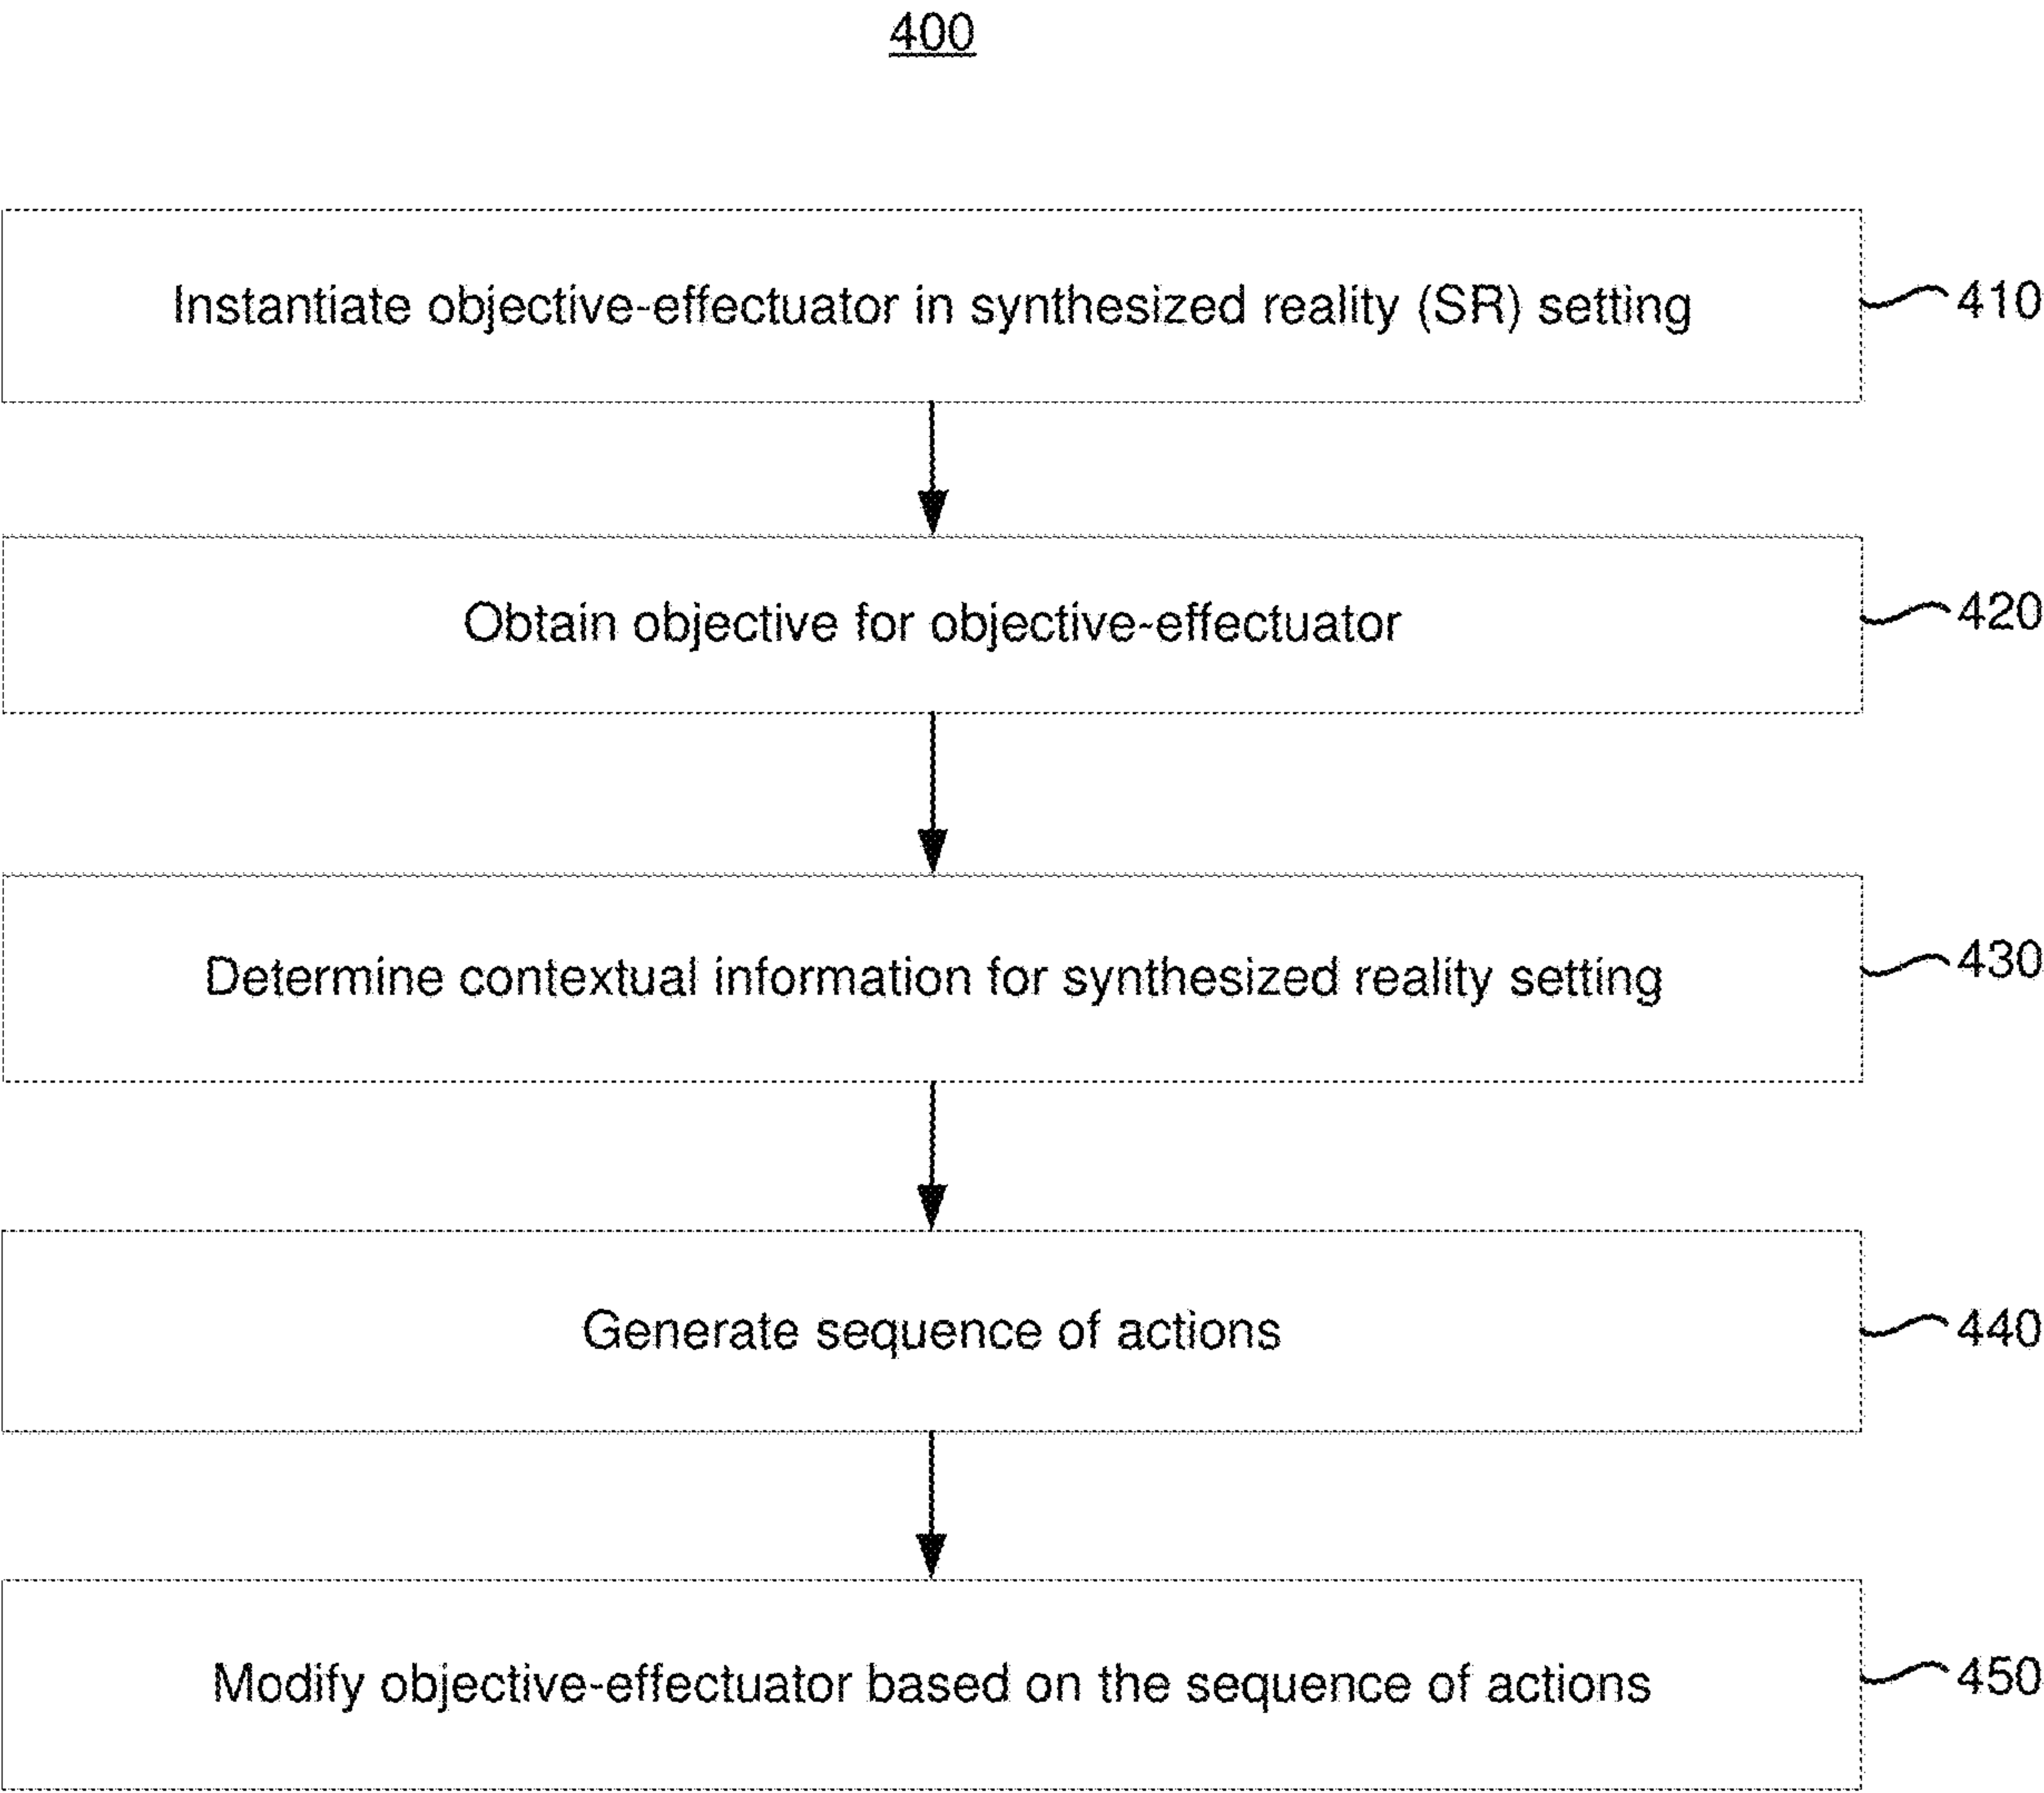 400
Instantiate objective-effectuator in synthesized reality (SR) setting
410
Obtain objective for objective-effectuator
420
Determine contextual information for synthesized reality setting
430
Generate sequence of actions
440
Modify objective-effectuator based on the sequence of actions
450